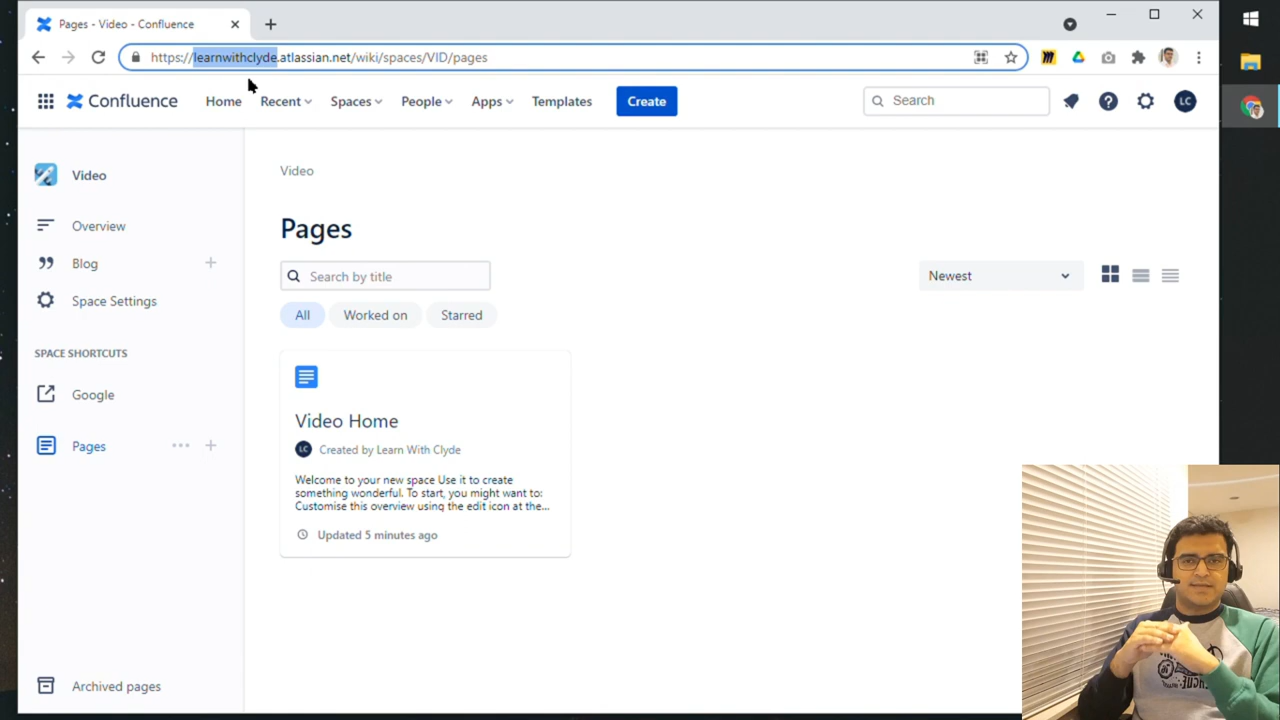 Pages - Video - Confluence
https://learnwithclyde.atlassian.net/wiki/spaces/VID/pages
Confluence Home Recent Spaces People Apps Templates Create Search LC
Video
Overview
Blog
Space Settings
SPACE SHORTCUTS
Google
Pages
Archived pages
Video
Pages
Search by title
Newest
All Worked on Starred
Video Home
LC Created by Learn With Clyde
Welcome to your new space Use it to create
something wonderful. To start, you might want to:
Customise this overview using the edit icon at the...
Updated 5 minutes ago